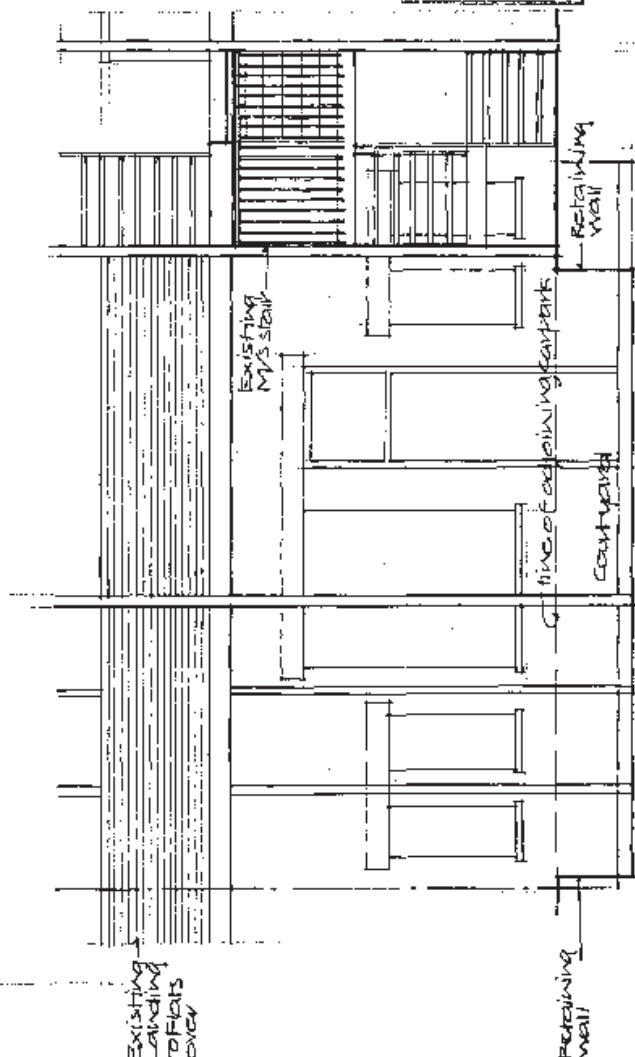 Existing
Landing
to Flats
over
Existing
M/S stair
line of adjoining carpark
Courtyard
Retaining
wall
Retaining
wall